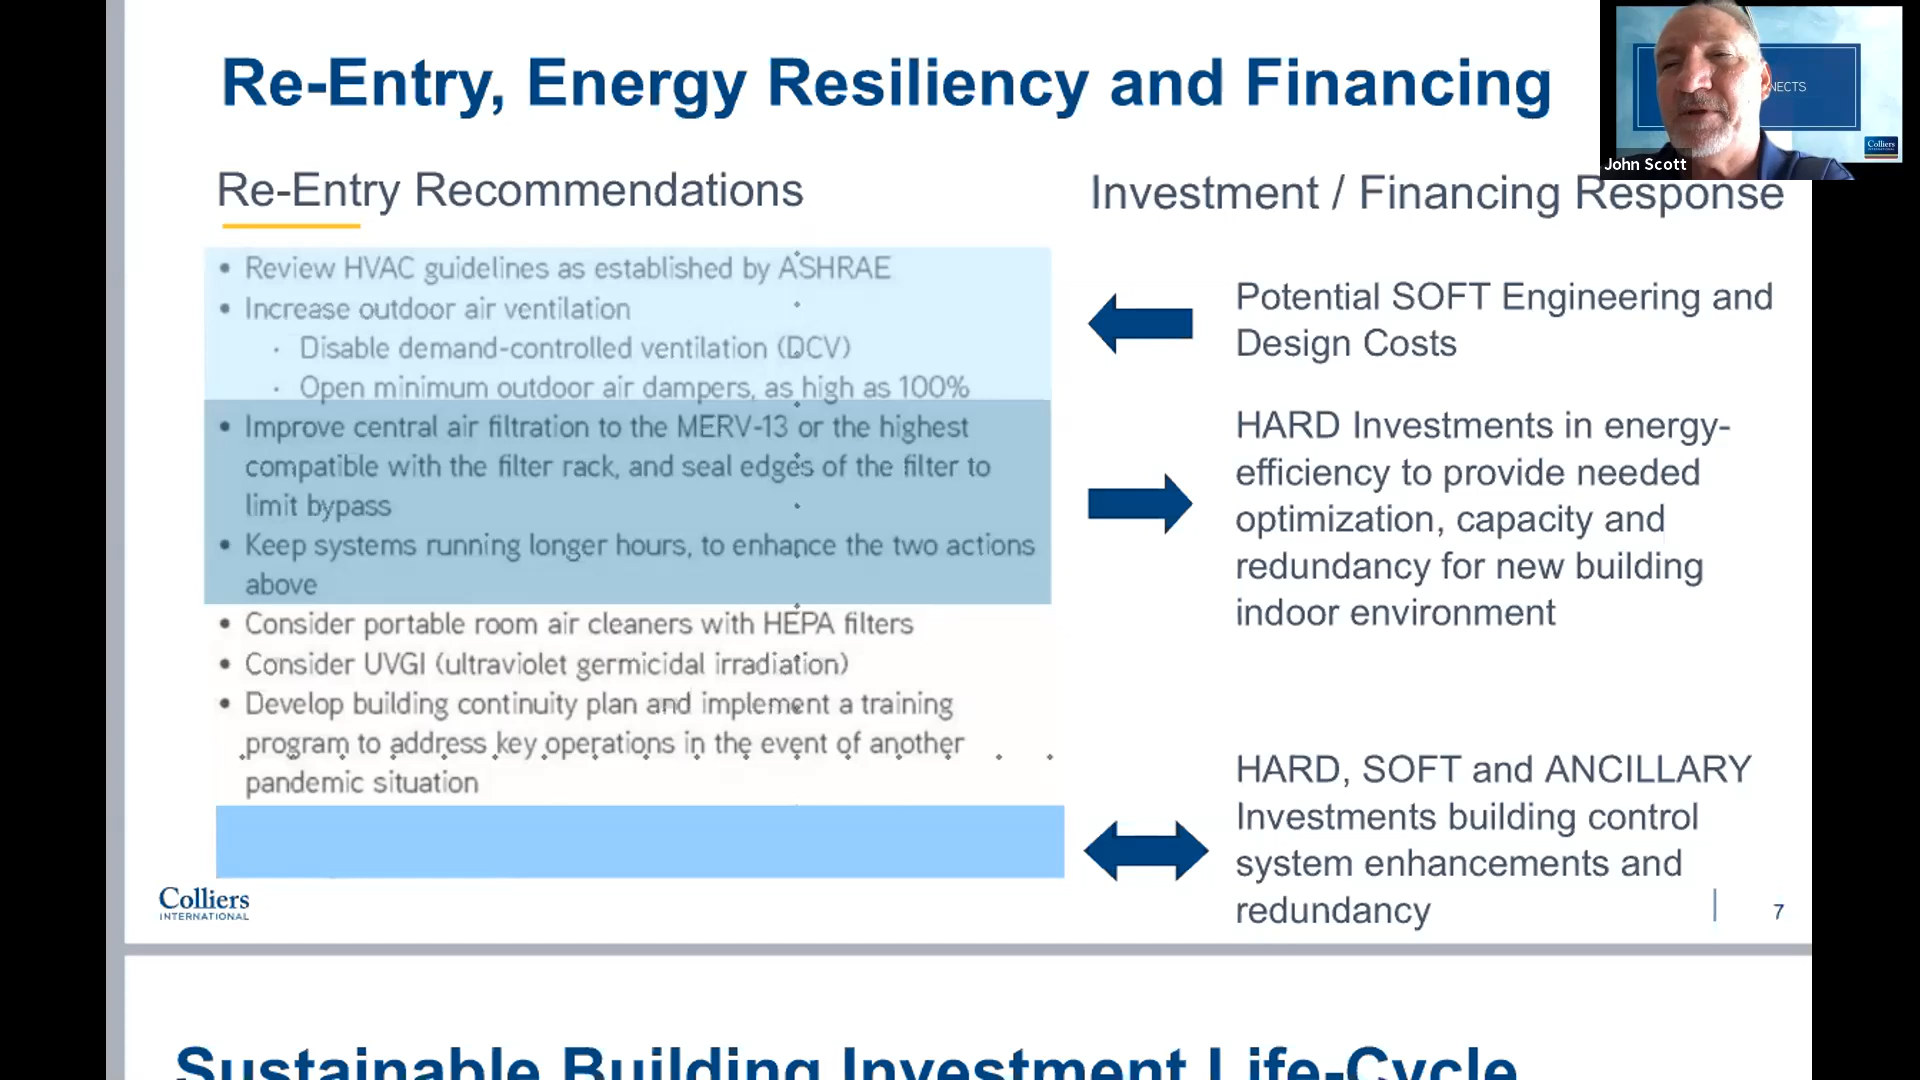 Re-Entry, Energy Resiliency and Financing
NECTS
Colliers
INTERNATIONAL
John Scott
Re-Entry Recommendations
Investment / Financing Response
• Review HVAC guidelines as established by ASHRAE
• Increase outdoor air ventilation
· Disable demand-controlled ventilation (DCV)
· Open minimum outdoor air dampers, as high as 100%
• Improve central air filtration to the MERV-13 or the highest
compatible with the filter rack, and seal edges of the filter to
limit bypass
• Keep systems running longer hours, to enhance the two actions
above
• Consider portable room air cleaners with HEPA filters
• Consider UVGI (ultraviolet germicidal irradiation)
• Develop building continuity plan and implement a training
program to address key operations in the event of another
pandemic situation
Potential SOFT Engineering and
Design Costs
HARD Investments in energy-
efficiency to provide needed
optimization, capacity and
redundancy for new building
indoor environment
HARD, SOFT and ANCILLARY
Investments building control
system enhancements and
redundancy
Colliers
INTERNATIONAL
7
Sustainable Building Investment Life-Cycle